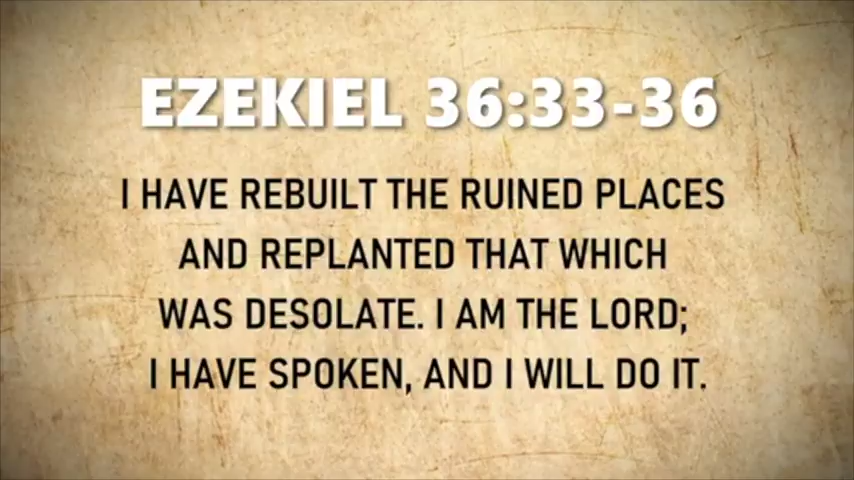 EZEKIEL 36:33-36
I HAVE REBUILT THE RUINED PLACES
AND REPLANTED THAT WHICH
WAS DESOLATE. I AM THE LORD;
I HAVE SPOKEN, AND I WILL DO IT.